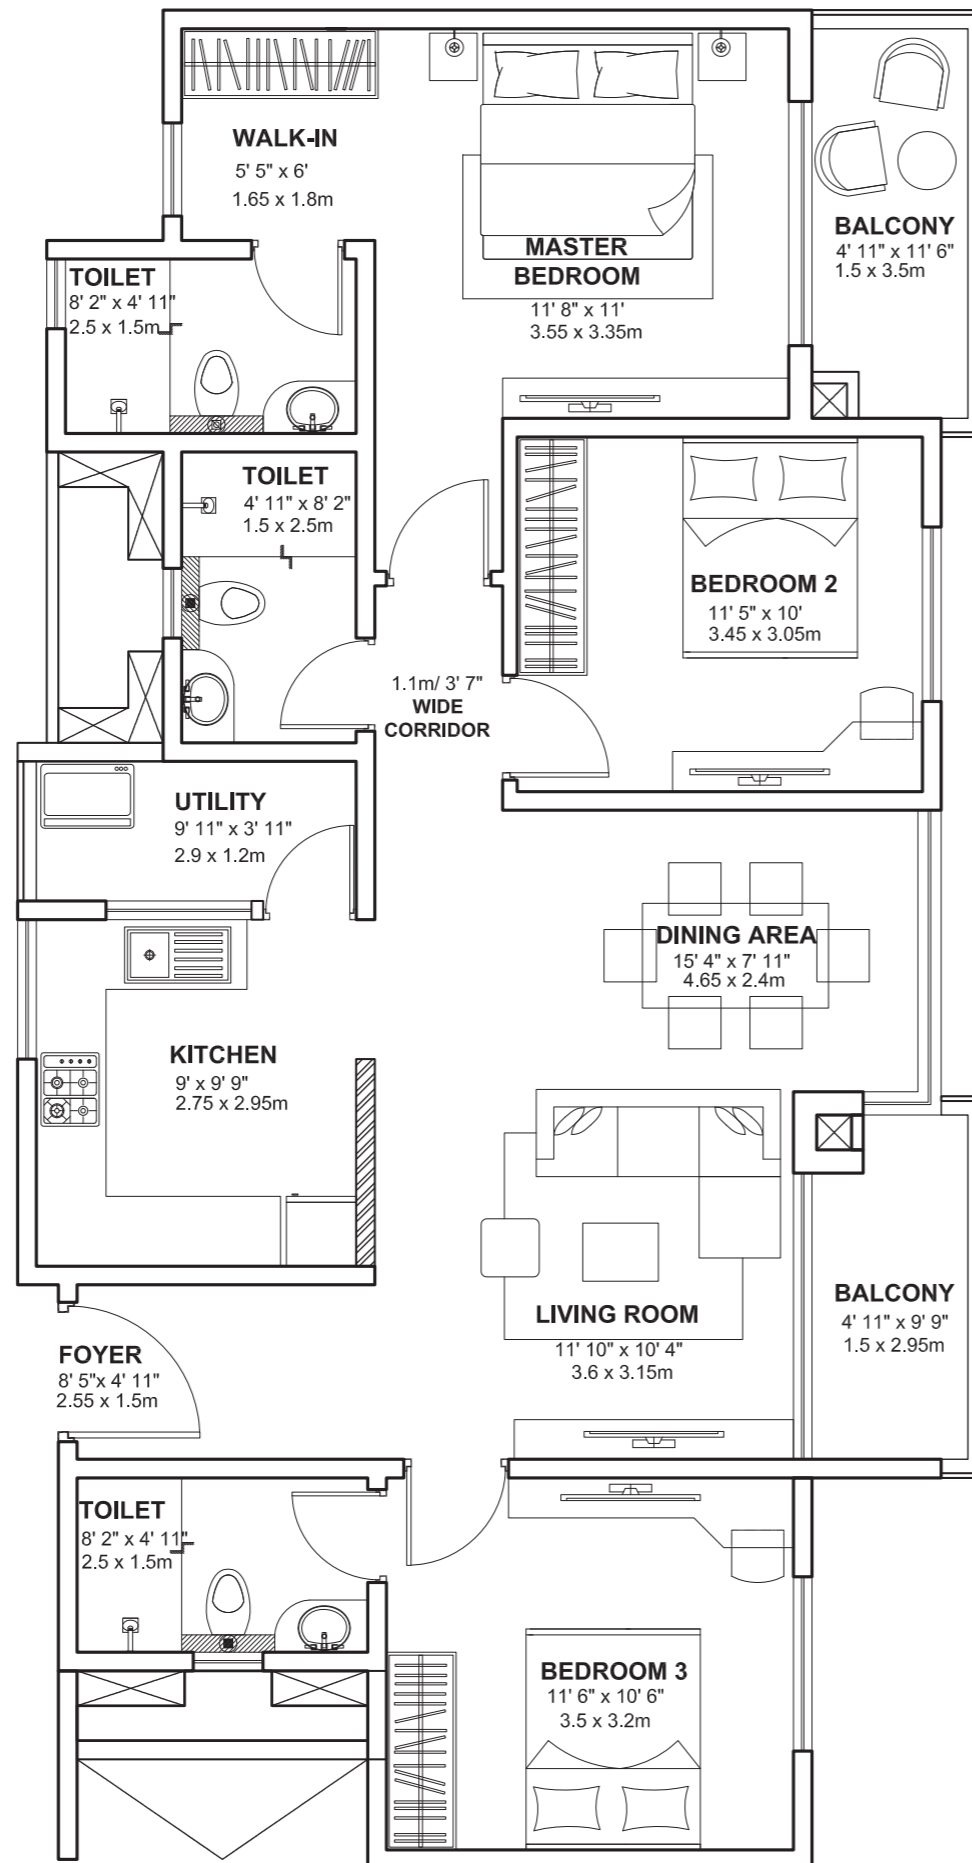 WALK-IN
5' 5" x 6'
1.65 x 1.8m
BALCONY
4' 11" x 11' 6"
1.5 x 3.5m
MASTER
BEDROOM
11' 8" x 11'
3.55 x 3.35m
TOILET
8' 2" x 4' 11"
2.5 x 1.5m
TOILET
4' 11" x 8' 2"
1.5 x 2.5m
BEDROOM 2
11' 5" x 10'
3.45 x 3.05m
1.1m/ 3' 7"
WIDE
CORRIDOR
UTILITY
9' 11" x 3' 11"
2.9 x 1.2m
DINING AREA
15' 4" x 7' 11"
4.65 x 2.4m
KITCHEN
9' x 9' 9"
2.75 x 2.95m
LIVING ROOM
11' 10" x 10' 4"
3.6 x 3.15m
BALCONY
4' 11" x 9' 9"
1.5 x 2.95m
FOYER
8' 5"x 4' 11"
2.55 x 1.5m
TOILET
8' 2" x 4' 11"
2.5 x 1.5m
BEDROOM 3
11' 6" x 10' 6"
3.5 x 3.2m